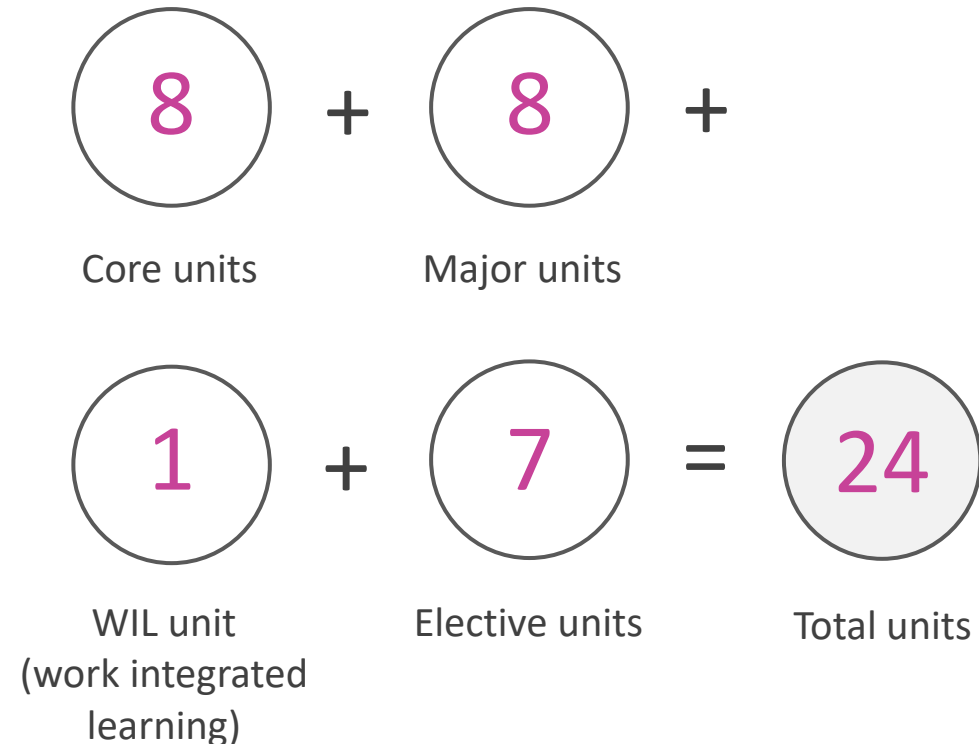 8 + 8 +
Core units Major units
1 + 7 = 24
WIL unit Elective units Total units
(work integrated
learning)